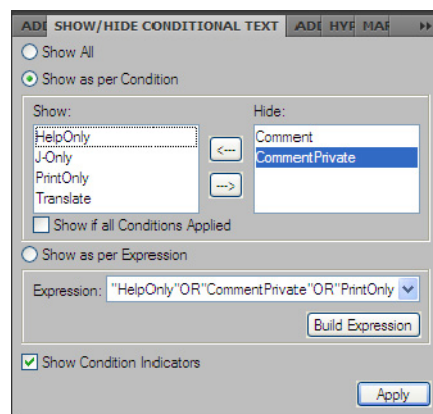 SHOW/HIDE CONDITIONAL TEXT
Show All
Show as per Condition
Show:
Hide:
HelpOnly
J-Only
PrintOnly
Translate
<---
--->
Comment
CommentPrivate
Show if all Conditions Applied
Show as per Expression
Expression: "HelpOnly"OR"CommentPrivate"OR"PrintOnly
Build Expression
Show Condition Indicators
Apply